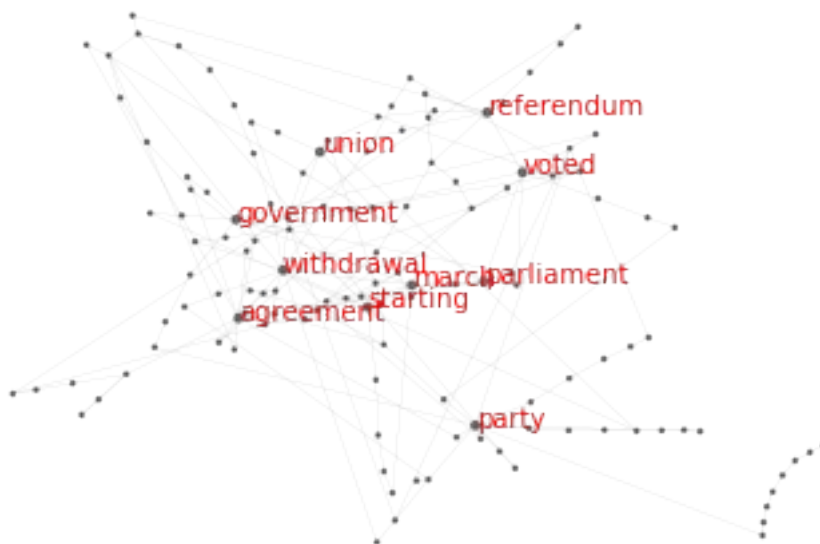 referendum
union
voted
government
withdrawal
march
parliament
starting
agreement
party